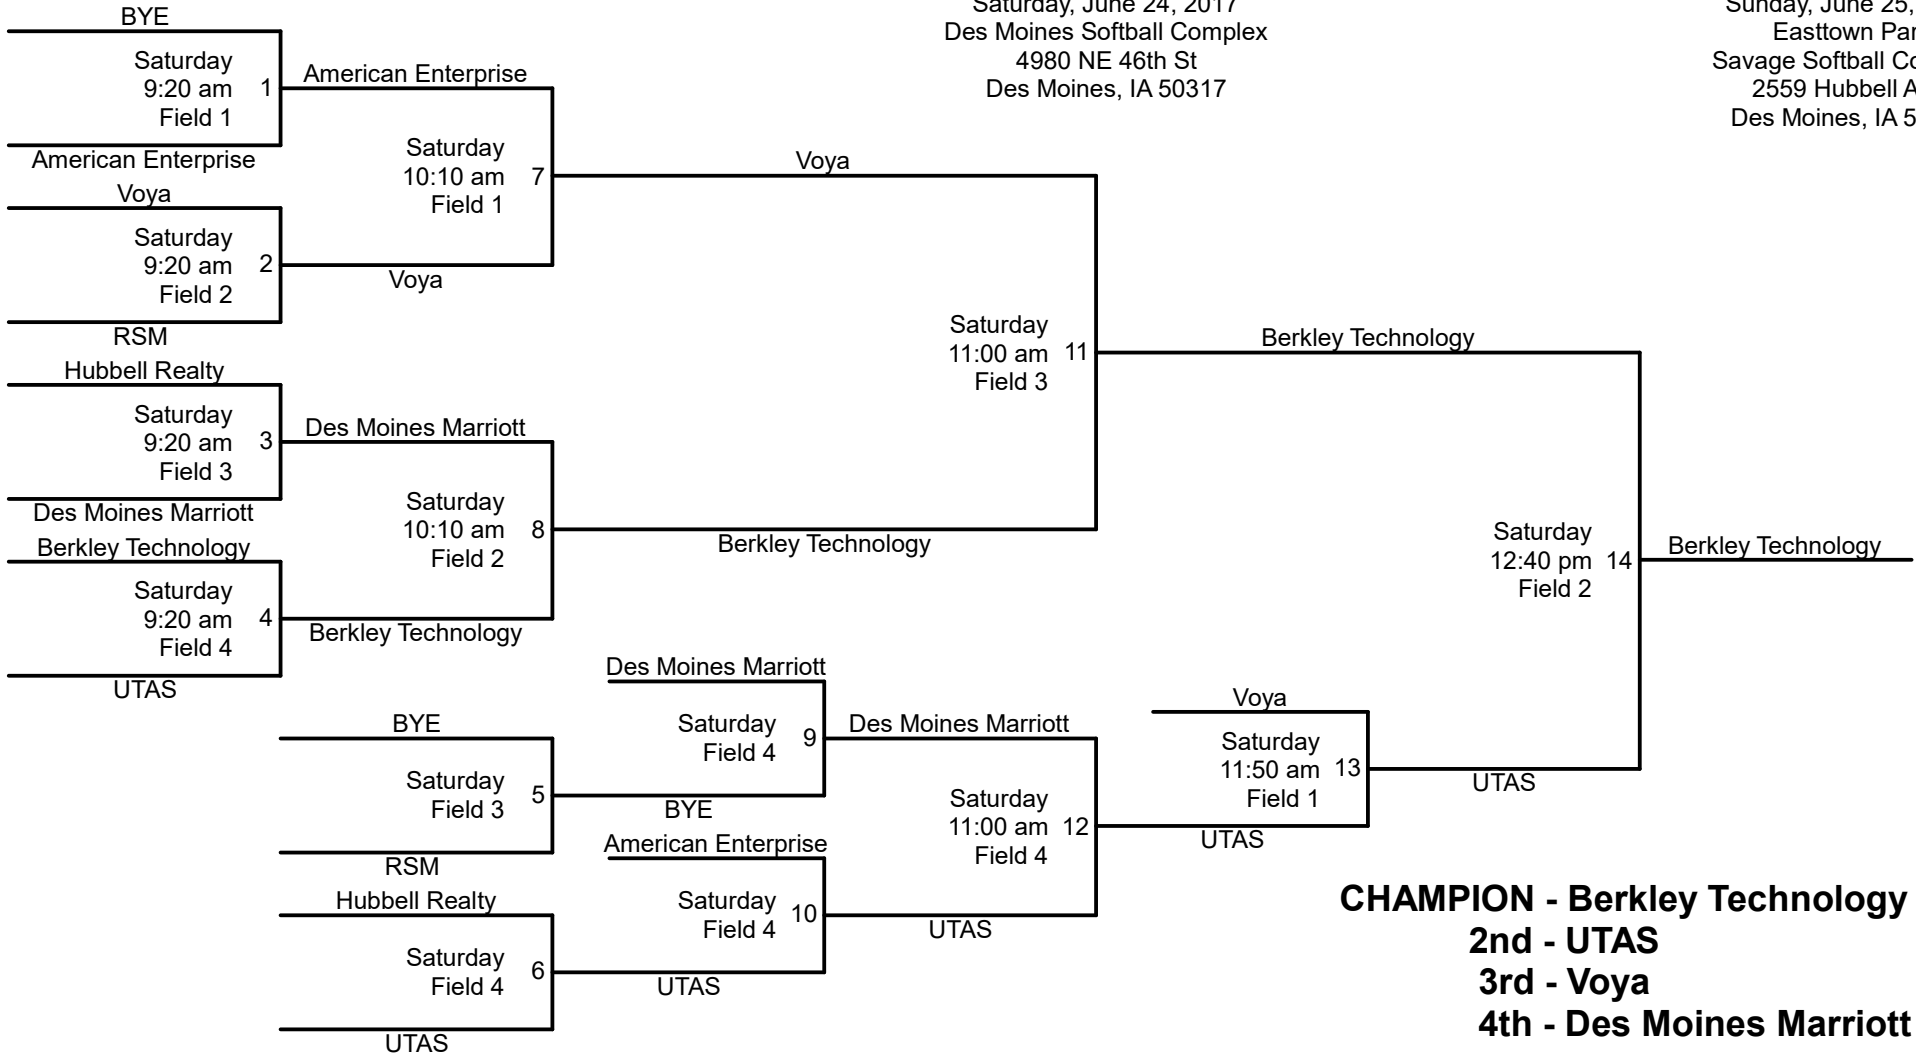 BYE
Saturday
9:20 am 1
Field 1
American Enterprise
Voya
Saturday
9:20 am 2
Field 2
RSM
Hubbell Realty
Saturday
9:20 am 3
Field 3
Des Moines Marriott
Berkley Technology
Saturday
9:20 am 4
Field 4
UTAS
American Enterprise
Saturday
10:10 am 7
Field 1
Voya
Des Moines Marriott
Saturday
10:10 am 8
Field 2
Berkley Technology
BYE
Saturday
Field 3
5
RSM
Hubbell Realty
Saturday
Field 4
6
UTAS
Des Moines Marriott
Saturday
Field 4
9
BYE
American Enterprise
Saturday
Field 4
10
UTAS
Voya
Saturday
11:00 am 11
Field 3
Berkley Technology
Des Moines Marriott
Saturday
11:00 am 12
Field 4
UTAS
Voya
Saturday
11:50 am 13
Field 1
UTAS
Berkley Technology
Saturday
12:40 pm 14
Field 2
UTAS
Berkley Technology
Saturday, June 24, 2017
Des Moines Softball Complex
4980 NE 46th St
Des Moines, IA 50317
Sunday, June 25,
Easttown Par
Savage Softball Co
2559 Hubbell A
Des Moines, IA 5
CHAMPION - Berkley Technology
2nd - UTAS
3rd - Voya
4th - Des Moines Marriott